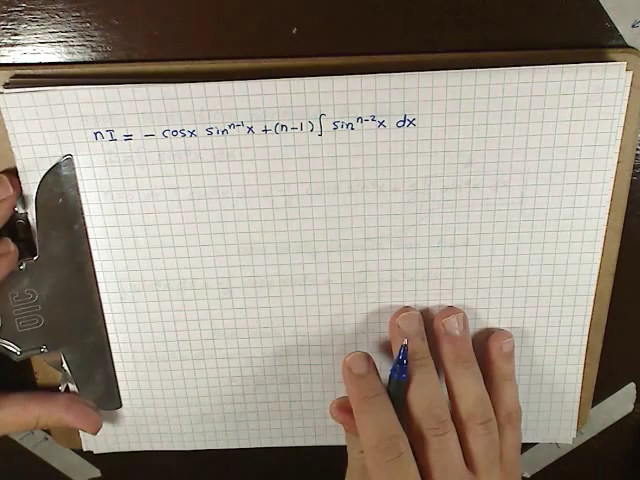 nI = - cosx sinⁿ⁻¹x + (n-1) ∫ sinⁿ⁻²x dx